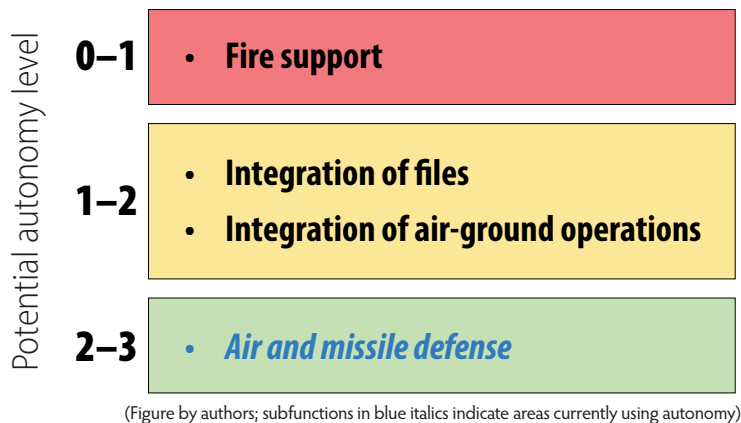 Potential autonomy level
0–1
• Fire support
1–2
• Integration of files
• Integration of air-ground operations
2–3
• Air and missile defense
(Figure by authors; subfunctions in blue italics indicate areas currently using autonomy)